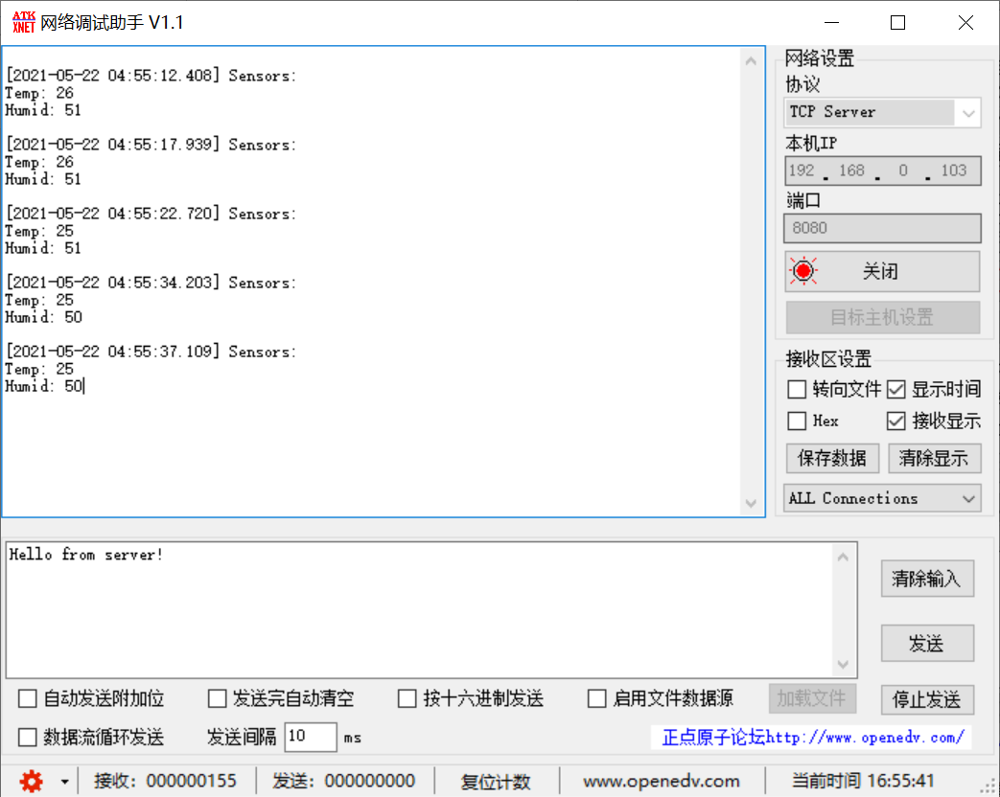 ATK
XNET 网络调试助手 V1.1
[2021-05-22 04:55:12.408] Sensors:
Temp: 26
Humid: 51
[2021-05-22 04:55:17.939] Sensors:
Temp: 26
Humid: 51
[2021-05-22 04:55:22.720] Sensors:
Temp: 25
Humid: 51
[2021-05-22 04:55:34.203] Sensors:
Temp: 25
Humid: 50
[2021-05-22 04:55:37.109] Sensors:
Temp: 25
Humid: 50
网络设置
协议
TCP Server
本机IP
192 . 168 . 0 . 103
端口
8080
关闭
目标主机设置
接收区设置
转向文件 显示时间
Hex 接收显示
保存数据 清除显示
ALL Connections
Hello from server!
清除输入
发送
自动发送附加位 发送完自动清空 按十六进制发送 启用文件数据源 加载文件 停止发送
数据流循环发送 发送间隔 10 ms 正点原子论坛http://www.openedv.com/
接收：000000155 发送：000000000 复位计数 www.openedv.com 当前时间 16:55:41